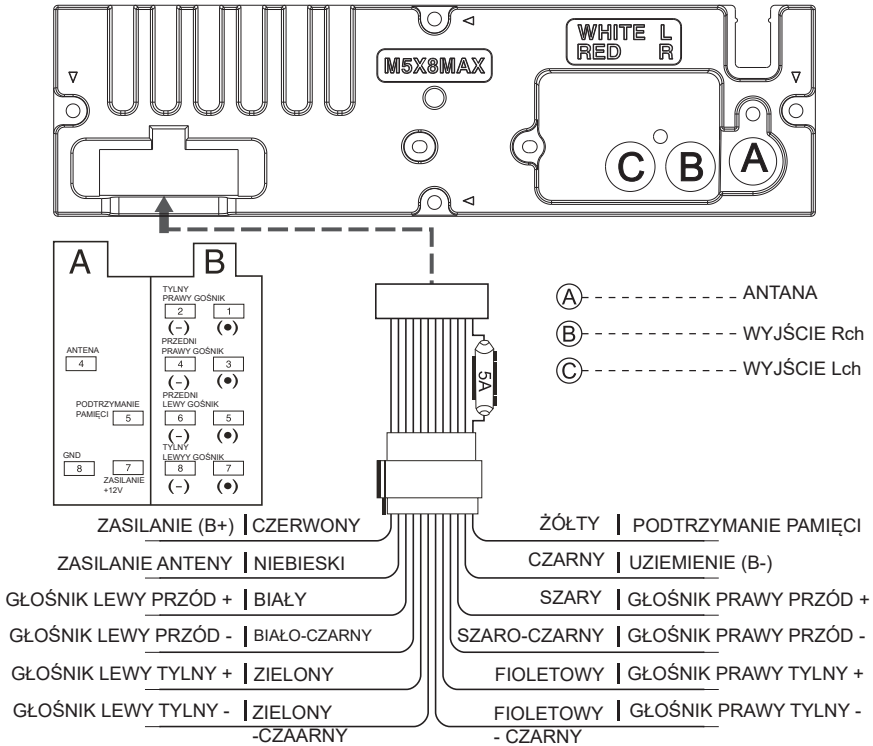 WHITE L
RED R
M5X8MAX
C B A
A B
TYLNY
PRAWY GOŚNIK
2 1
(-) (●)
PRZEDNI
PRAWY GOŚNIK
4 3
(-) (●)
PRZEDNI
LEWY GOŚNIK
6 5
(-) (●)
TYLNY
LEWYY GOŚNIK
8 7
(-) (●)
ANTENA
4
PODTRZYMANIE
PAMIĘCI 5
GND
8 7
ZASILANIE
+12V
5A
A ANTANA
B WYJŚCIE Rch
C WYJŚCIE Lch
ZASILANIE (B+) CZERWONY
ZASILANIE ANTENY NIEBIESKI
GŁOŚNIK LEWY PRZÓD + BIAŁY
GŁOŚNIK LEWY PRZÓD - BIAŁO-CZARNY
GŁOŚNIK LEWY TYLNY + ZIELONY
GŁOŚNIK LEWY TYLNY - ZIELONY
-CZAARNY
ŻÓŁTY PODTRZYMANIE PAMIĘCI
CZARNY UZIEMIENIE (B-)
SZARY GŁOŚNIK PRAWY PRZÓD +
SZARO-CZARNY GŁOŚNIK PRAWY PRZÓD -
FIOLETOWY GŁOŚNIK PRAWY TYLNY +
FIOLETOWY GŁOŚNIK PRAWY TYLNY -
- CZARNY